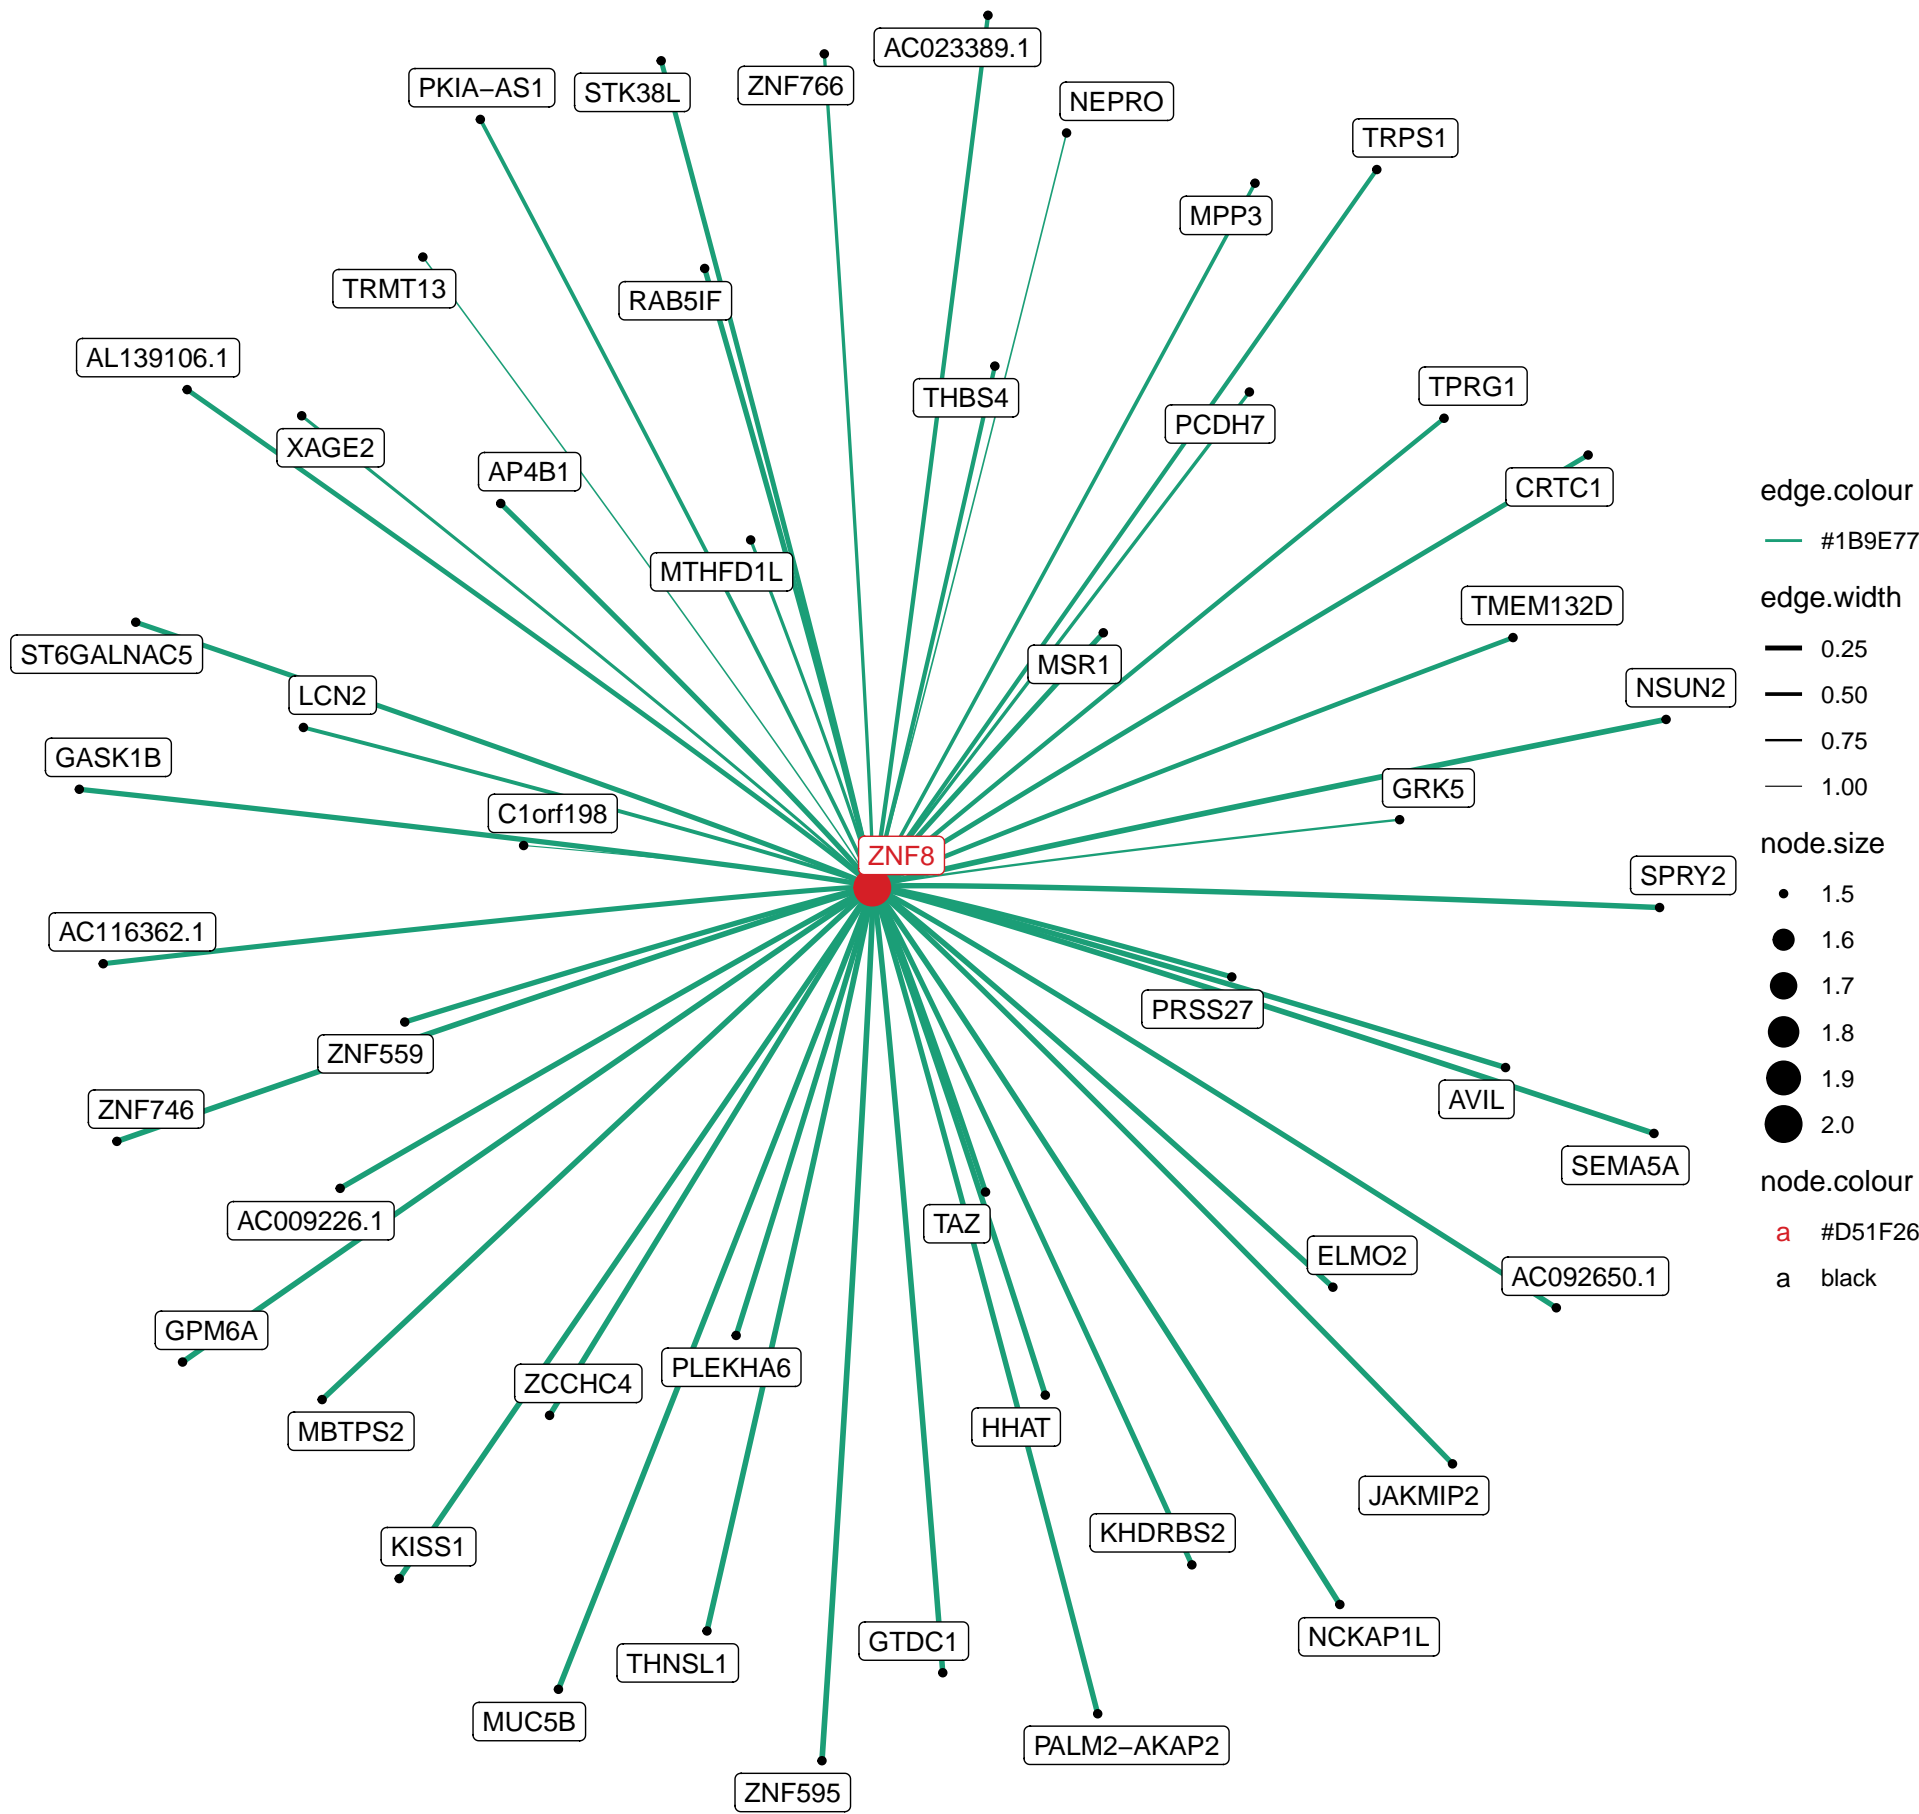 AC023389.1
PKIA−AS1
STK38L
ZNF766
NEPRO
TRPS1
MPP3
TRMT13
RAB5IF
AL139106.1
THBS4
TPRG1
PCDH7
XAGE2
AP4B1
CRTC1
MTHFD1L
TMEM132D
ST6GALNAC5
MSR1
LCN2
NSUN2
GASK1B
GRK5
C1orf198
ZNF8
SPRY2
AC116362.1
PRSS27
ZNF559
ZNF746
AVIL
SEMA5A
AC009226.1
TAZ
ELMO2
AC092650.1
GPM6A
PLEKHA6
ZCCHC4
MBTPS2
HHAT
JAKMIP2
KHDRBS2
KISS1
GTDC1
NCKAP1L
THNSL1
MUC5B
PALM2−AKAP2
ZNF595
edge.colour
#1B9E77
edge.width
0.25
0.50
0.75
1.00
node.size
1.5
1.6
1.7
1.8
1.9
2.0
node.colour
a #D51F26
a black